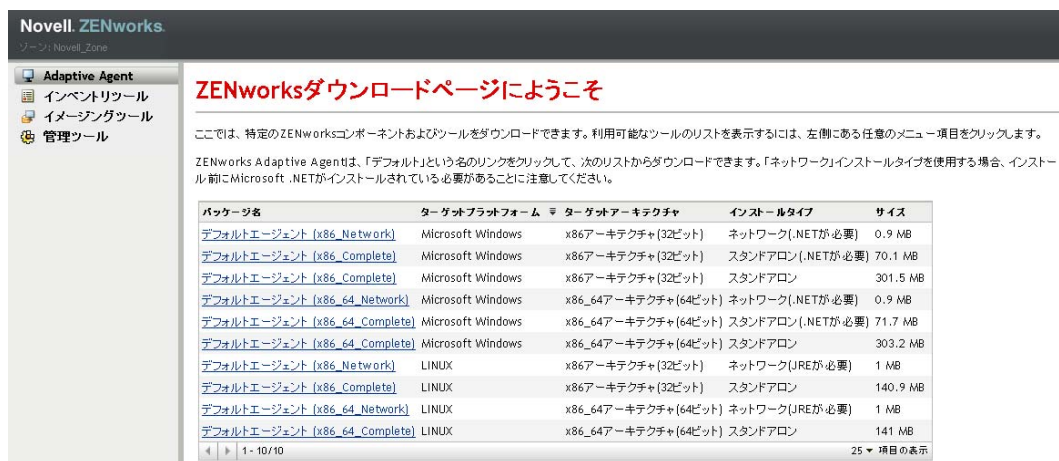 Novell. ZENworks.
ゾーン: Novell_Zone
Adaptive Agent
インベントリツール
イメージングツール
管理ツール
ZENworksダウンロードページにようこそ
ここでは、特定のZENworksコンポーネントおよびツールをダウンロードできます。利用可能なツールのリストを表示するには、左側にある任意のメニュー項目をクリックします。
ZENworks Adaptive Agentは、「デフォルト」という名のリンクをクリックして、次のリストからダウンロードできます。「ネットワーク」インストールタイプを使用する場合、インストー
ル前にMicrosoft .NETがインストールされている必要があることに注意してください。
パッケージ名 ターゲットプラットフォーム ターゲットアーキテクチャ インストールタイプ サイズ
デフォルトエージェント (x86_Network) Microsoft Windows x86アーキテクチャ(32ビット) ネットワーク(.NETが必要) 0.9 MB
デフォルトエージェント (x86_Complete) Microsoft Windows x86アーキテクチャ(32ビット) スタンドアロン(.NETが必要) 70.1 MB
デフォルトエージェント (x86_Complete) Microsoft Windows x86アーキテクチャ(32ビット) スタンドアロン 301.5 MB
デフォルトエージェント (x86_64_Network) Microsoft Windows x86_64アーキテクチャ(64ビット) ネットワーク(.NETが必要) 0.9 MB
デフォルトエージェント (x86_64_Complete) Microsoft Windows x86_64アーキテクチャ(64ビット) スタンドアロン(.NETが必要) 71.7 MB
デフォルトエージェント (x86_64_Complete) Microsoft Windows x86_64アーキテクチャ(64ビット) スタンドアロン 303.2 MB
デフォルトエージェント (x86_Network) LINUX x86アーキテクチャ(32ビット) ネットワーク(JREが必要) 1 MB
デフォルトエージェント (x86_Complete) LINUX x86アーキテクチャ(32ビット) スタンドアロン 140.9 MB
デフォルトエージェント (x86_64_Network) LINUX x86_64アーキテクチャ(64ビット) ネットワーク(JREが必要) 1 MB
デフォルトエージェント (x86_64_Complete) LINUX x86_64アーキテクチャ(64ビット) スタンドアロン 141 MB
1 - 10/10 25 項目の表示